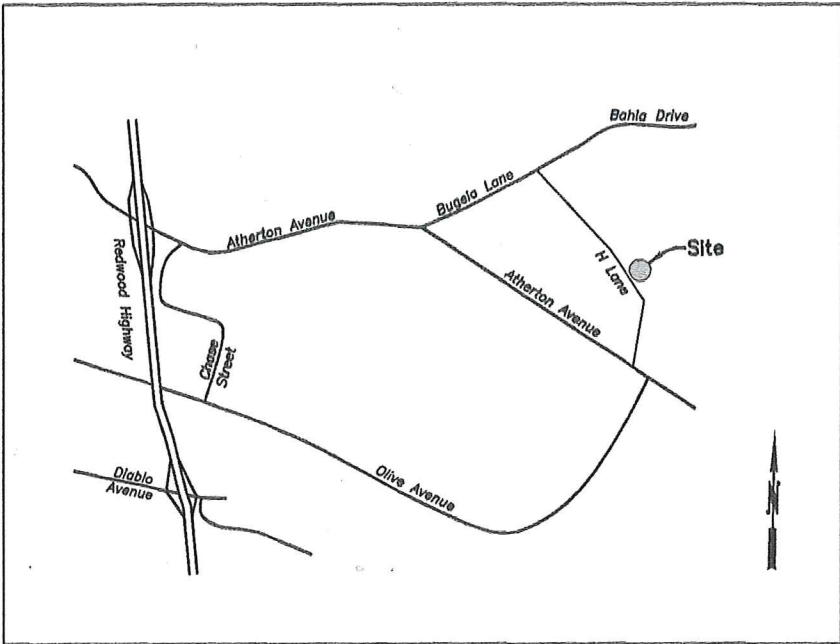 Bahia Drive
Bugeia Lane
Atherton Avenue
Site
H Lane
Atherton Avenue
Redwood Highway
Chase
Street
Olive Avenue
Diablo
Avenue
N